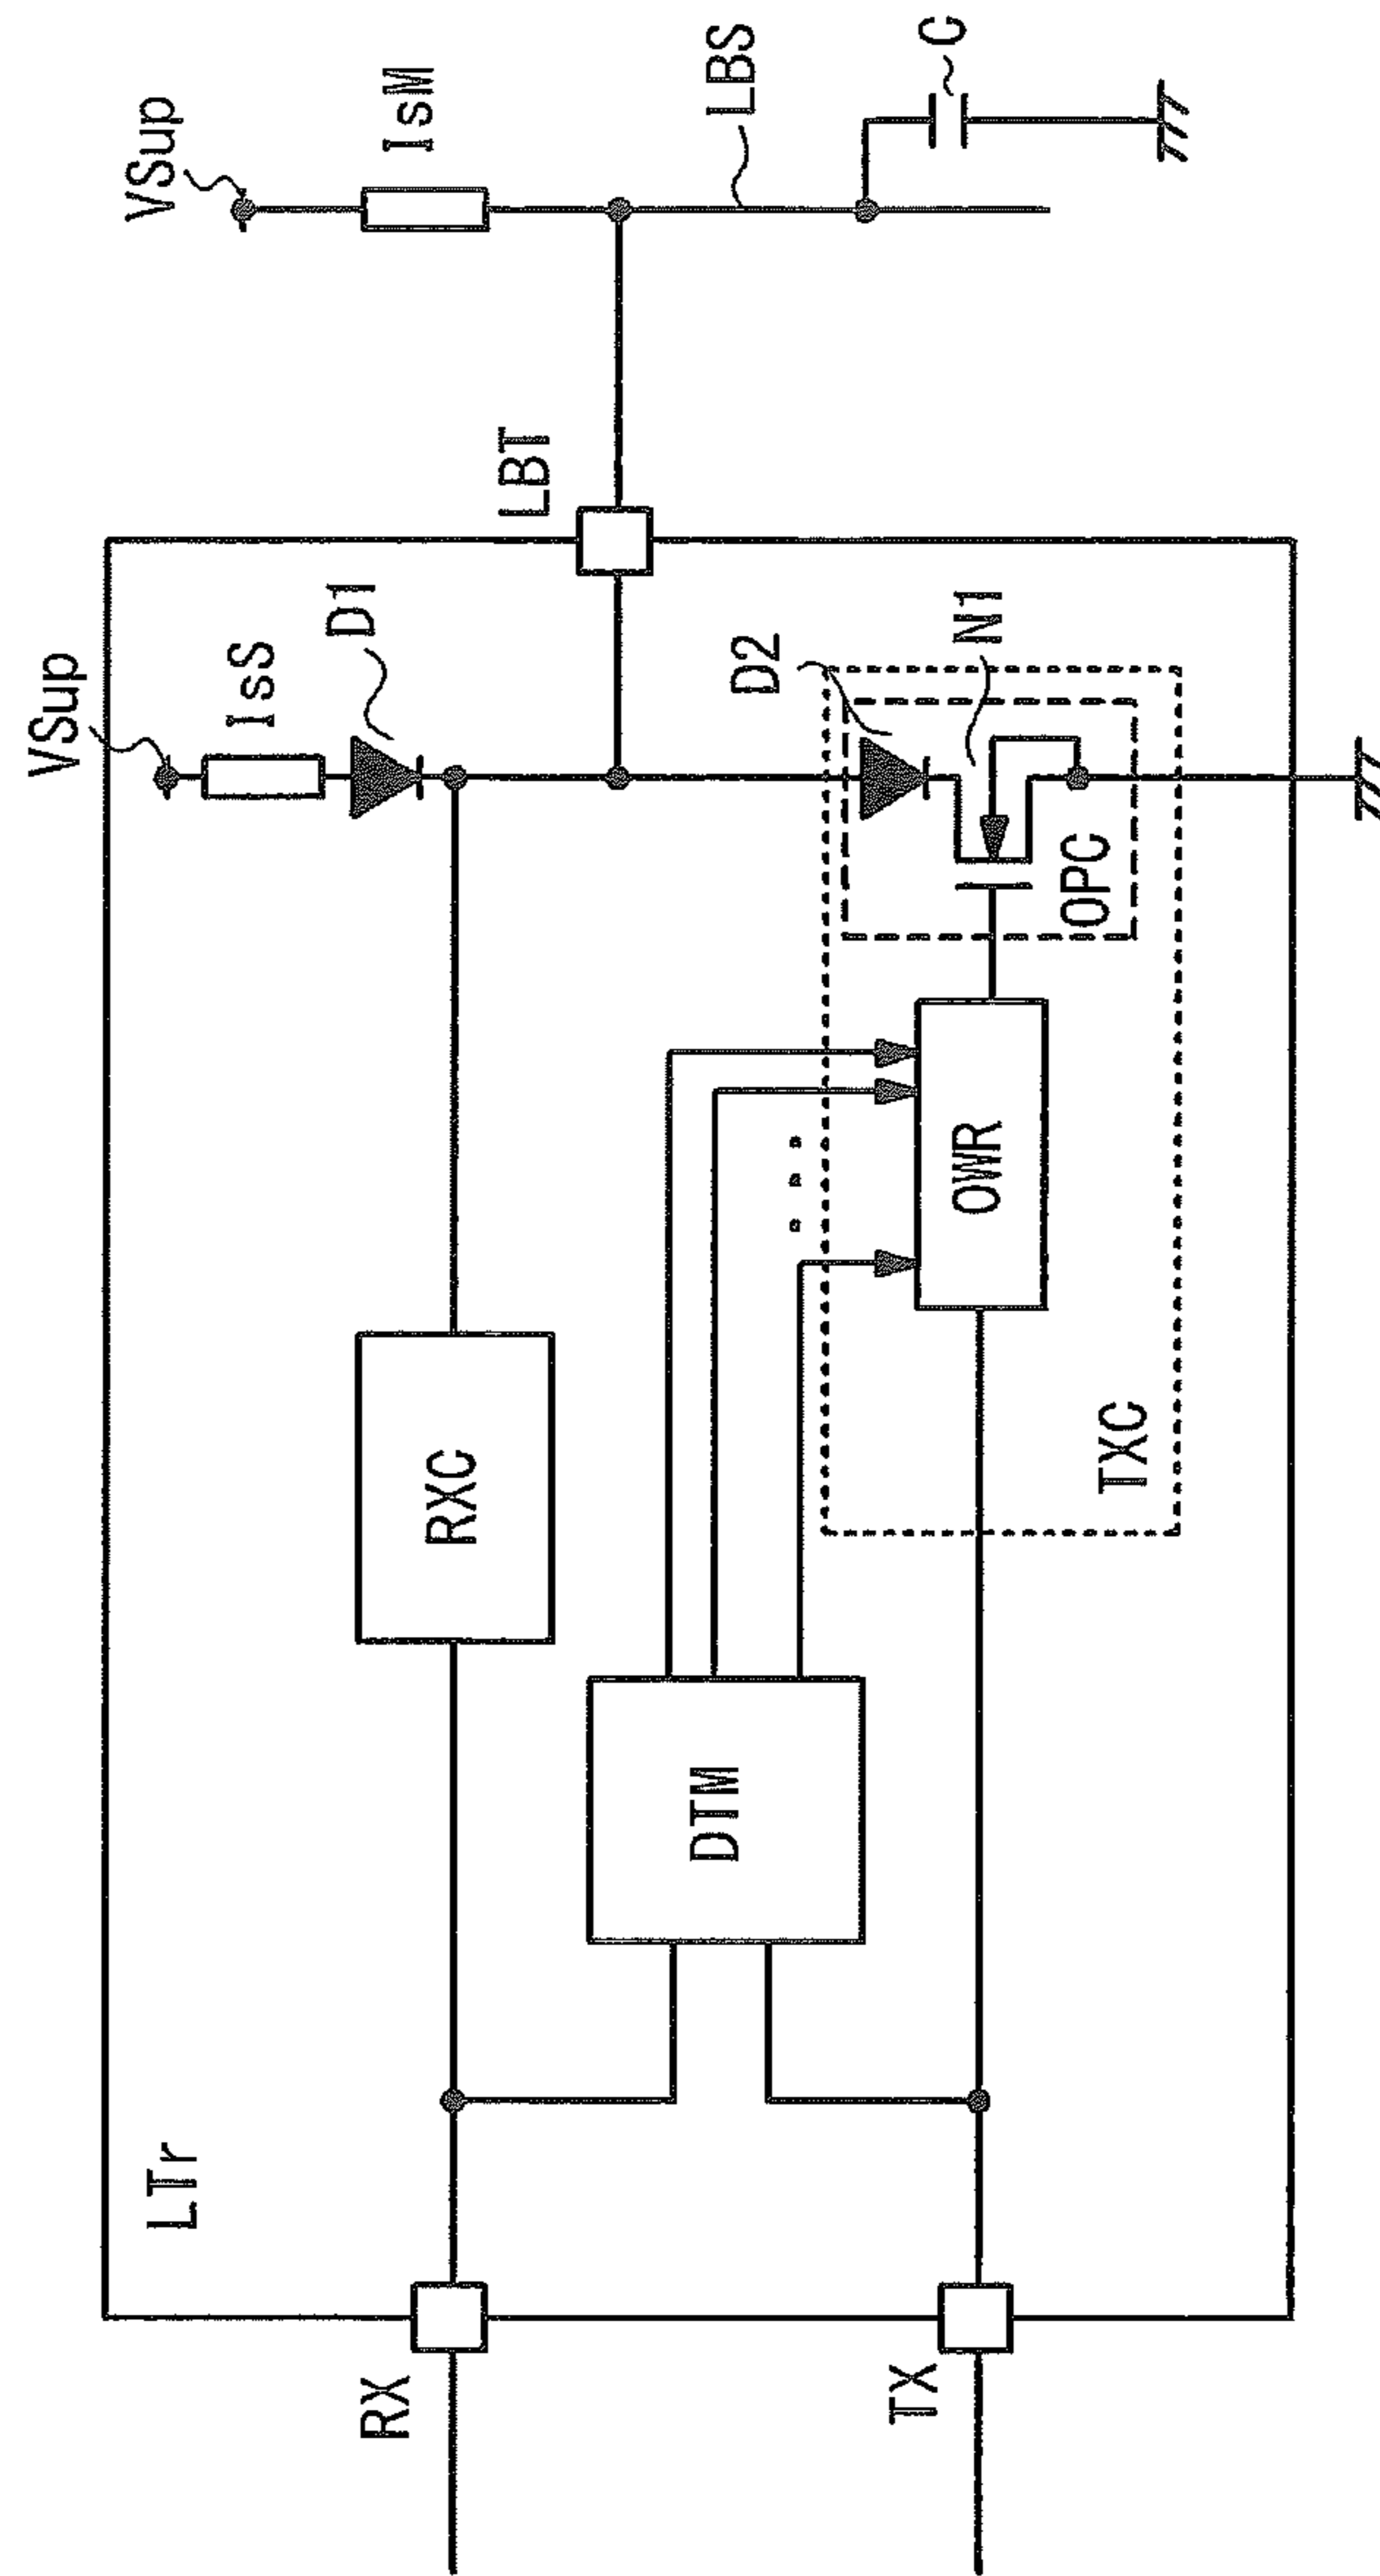 VSup
IsM
LBS
C
LBT
VSup
IsS
D1
D2
N1
OPC
OWR
TXC
RXC
DTM
LTr
RX
TX